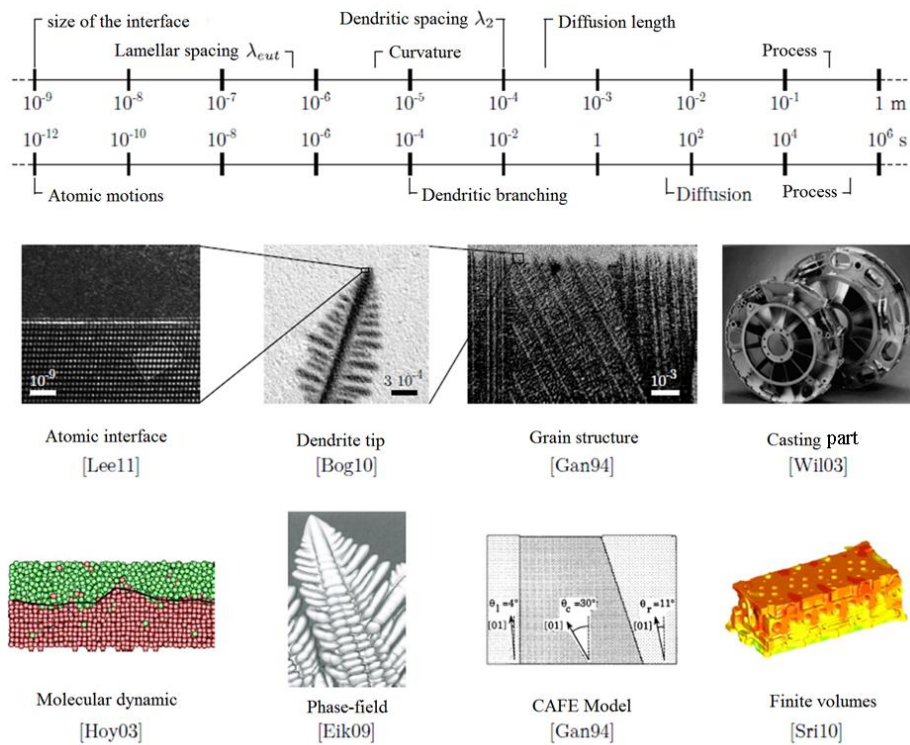 size of the interface
Dendritic spacing λ₂
Diffusion length
Lamellar spacing λₑᵤₜ
Curvature
Process
10⁻⁹ 10⁻⁸ 10⁻⁷ 10⁻⁶ 10⁻⁵ 10⁻⁴ 10⁻³ 10⁻² 10⁻¹ 1 m
10⁻¹² 10⁻¹⁰ 10⁻⁸ 10⁻⁶ 10⁻⁴ 10⁻² 1 10² 10⁴ 10⁶ s
Atomic motions
Dendritic branching
Diffusion
Process
10⁻⁹
3·10⁻⁴
10⁻³
Atomic interface
[Lee11]
Dendrite tip
[Bog10]
Grain structure
[Gan94]
Casting part
[Wil03]
θₗ=4°
[01]
θc=30°
[01]
θᵣ=11°
[01]
Molecular dynamic
[Hoy03]
Phase-field
[Eik09]
CAFE Model
[Gan94]
Finite volumes
[Sri10]